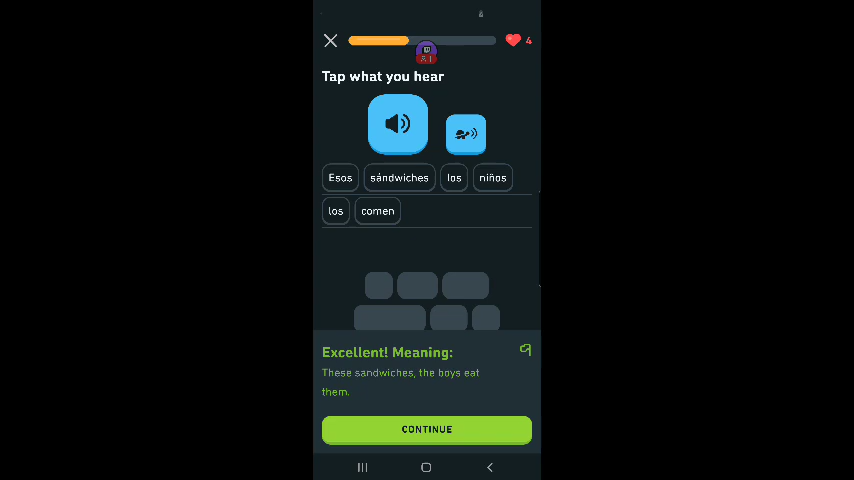 4
Tap what you hear
Esos sándwiches los niños
los comen
Excellent! Meaning:
These sandwiches, the boys eat
them.
CONTINUE